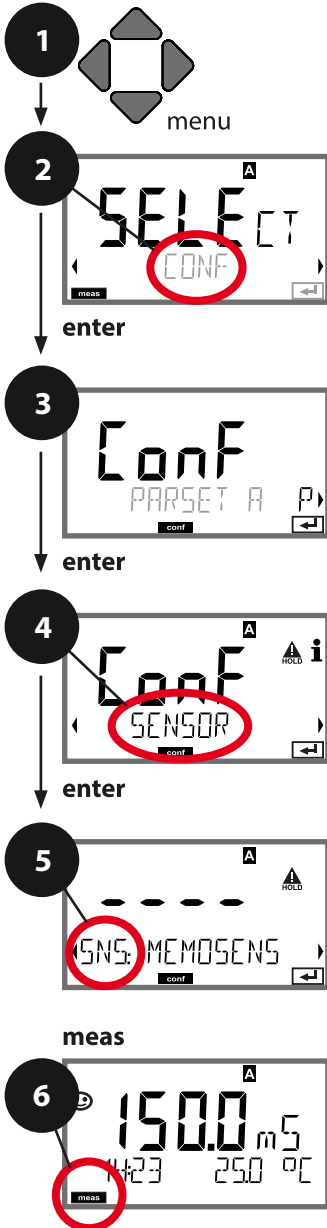 1
menu
2
A
SELECT
CONF
meas
enter
3
ConF
PARSET A P
conf
enter
4
A
ConF
HOLD i
SENSOR
conf
enter
5
A
HOLD
- - - -
SNS: MEMOSENS
conf
meas
6
A
150.0 mS
14:23 25.0 °C
meas